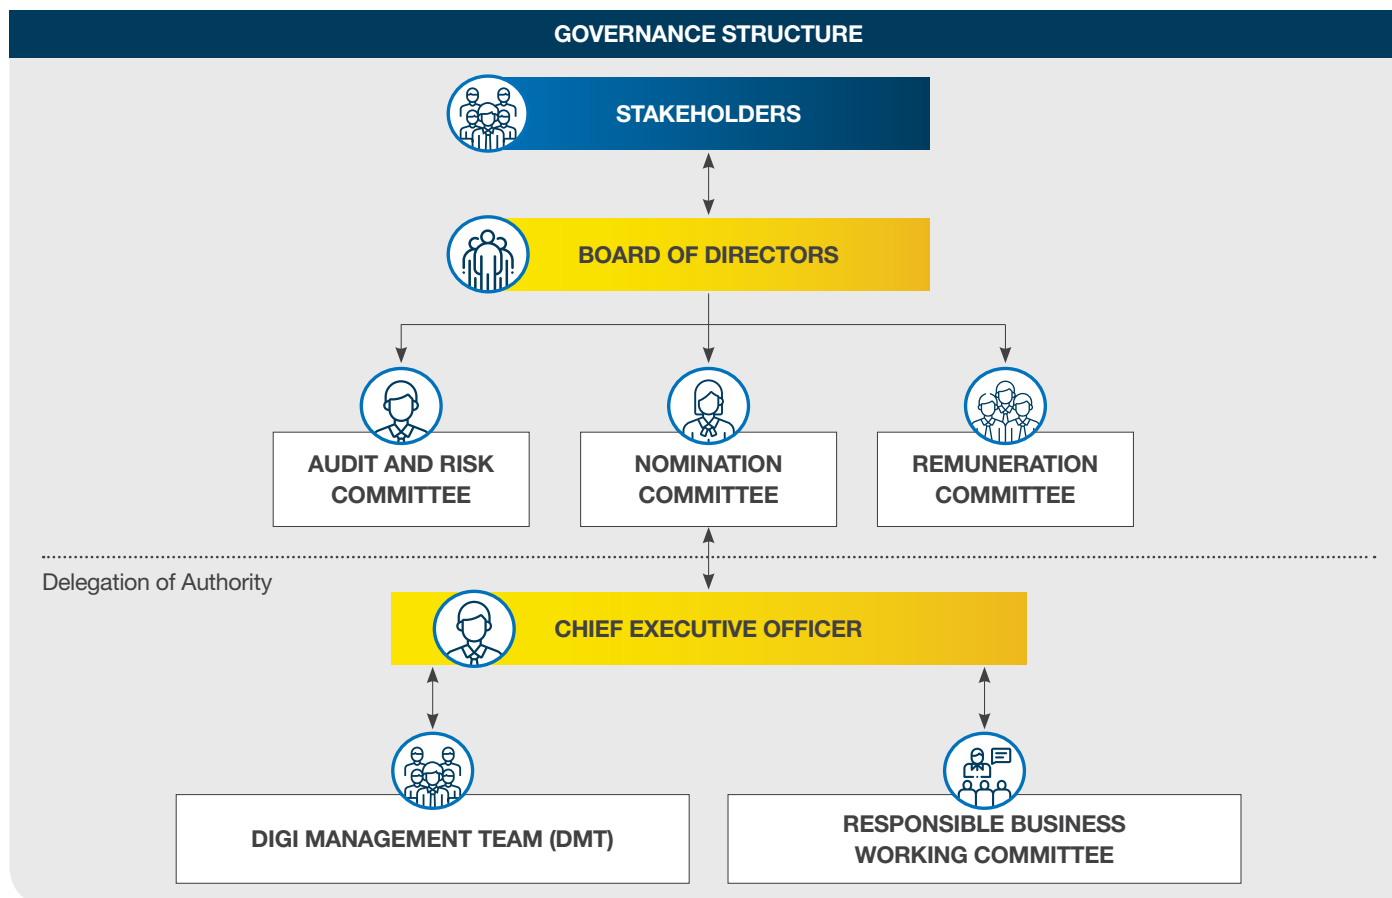 GOVERNANCE STRUCTURE
STAKEHOLDERS
BOARD OF DIRECTORS
AUDIT AND RISK
COMMITTEE
NOMINATION
COMMITTEE
REMUNERATION
COMMITTEE
Delegation of Authority
CHIEF EXECUTIVE OFFICER
DIGI MANAGEMENT TEAM (DMT)
RESPONSIBLE BUSINESS
WORKING COMMITTEE